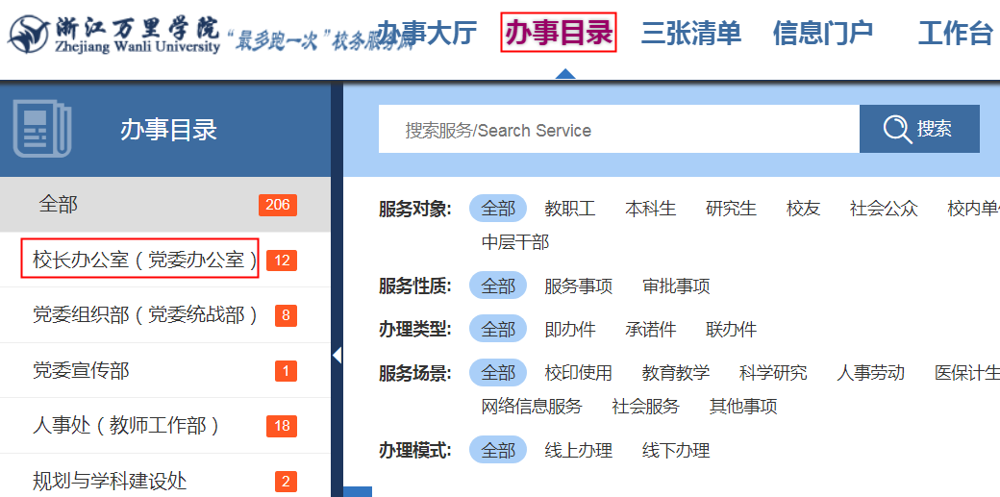 浙江万里学院
Zhejiang Wanli University
“最多跑一次”校务服务网
办事大厅 办事目录 三张清单 信息门户 工作台
办事目录
搜索服务/Search Service 搜索
全部 206
校长办公室（党委办公室） 12
党委组织部（党委统战部） 8
党委宣传部 1
人事处（教师工作部） 18
规划与学科建设处 2
服务对象: 全部 教职工 本科生 研究生 校友 社会公众 校内单
中层干部
服务性质: 全部 服务事项 审批事项
办理类型: 全部 即办件 承诺件 联办件
服务场景: 全部 校印使用 教育教学 科学研究 人事劳动 医保计生
网络信息服务 社会服务 其他事项
办理模式: 全部 线上办理 线下办理